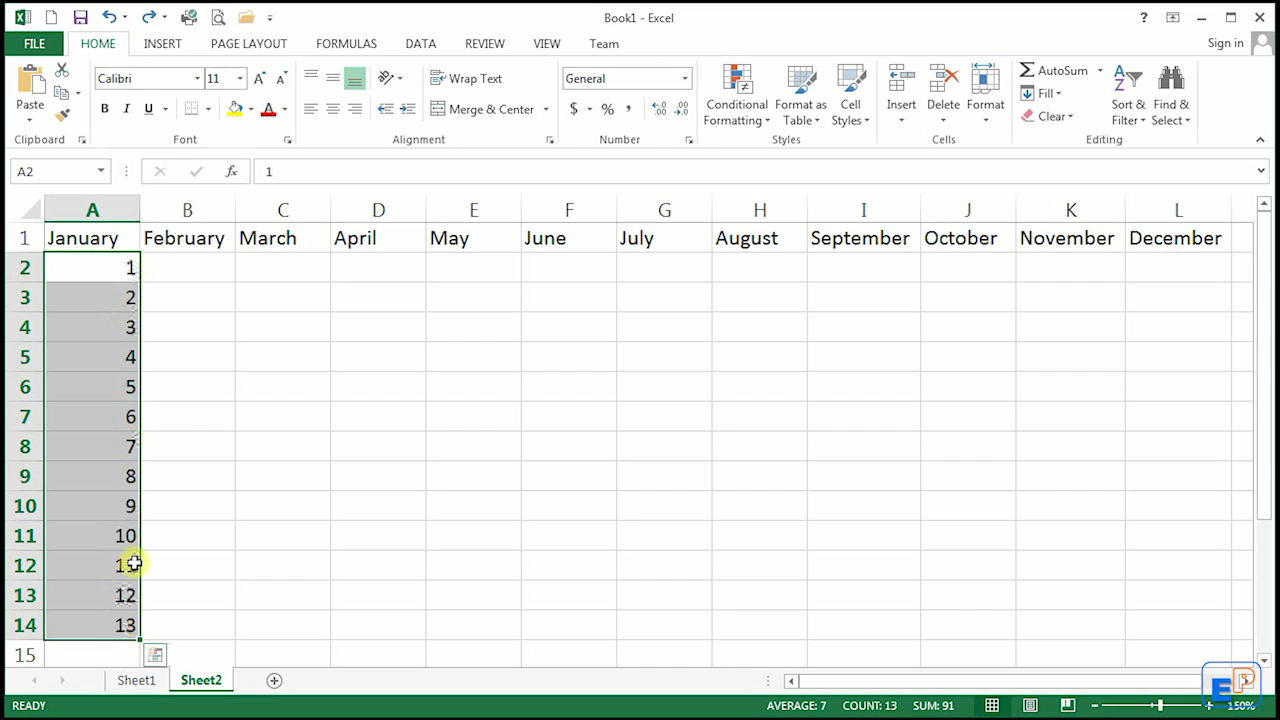 Book1 - Excel
?
FILE HOME INSERT PAGE LAYOUT FORMULAS DATA REVIEW VIEW Team Sign in
Paste Calibri 11 A A Wrap Text General Conditional Formatting Format as Table Cell Styles Insert Delete Format Σ AutoSum Sort & Filter Find & Select
B I U A Merge & Center $ % , Fill
Clear
Clipboard Font Alignment Number Styles Cells Editing
A2 fx 1
A B C D E F G H I J K L
1 January February March April May June July August September October November December
2 1
3 2
4 3
5 4
6 5
7 6
8 7
9 8
10 9
11 10
12 11
13 12
14 13
15
Sheet1 Sheet2
EP
READY AVERAGE: 7 COUNT: 13 SUM: 91 150%